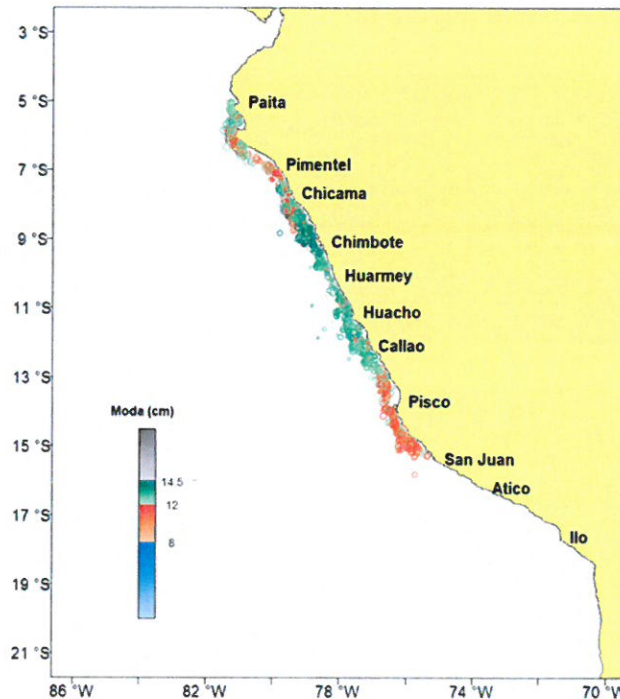 3 °S
5 °S
Paita
7 °S
Pimentel
Chicama
9 °S
Chimbote
Huarmey
11 °S
Huacho
Callao
13 °S
Pisco
Moda (cm)
15 °S
San Juan
14.5
Atico
12
17 °S
Ilo
8
19 °S
21 °S
86 °W
82 °W
78 °W
74 °W
70 °W